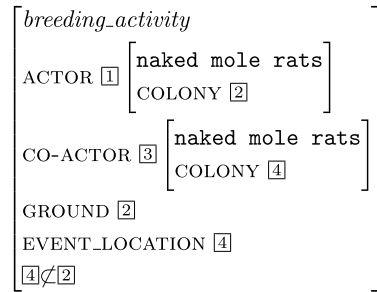 breeding_activity
ACTOR 1 naked mole rats
COLONY 2
CO-ACTOR 3 naked mole rats
COLONY 4
GROUND 2
EVENT_LOCATION 4
4⊄2